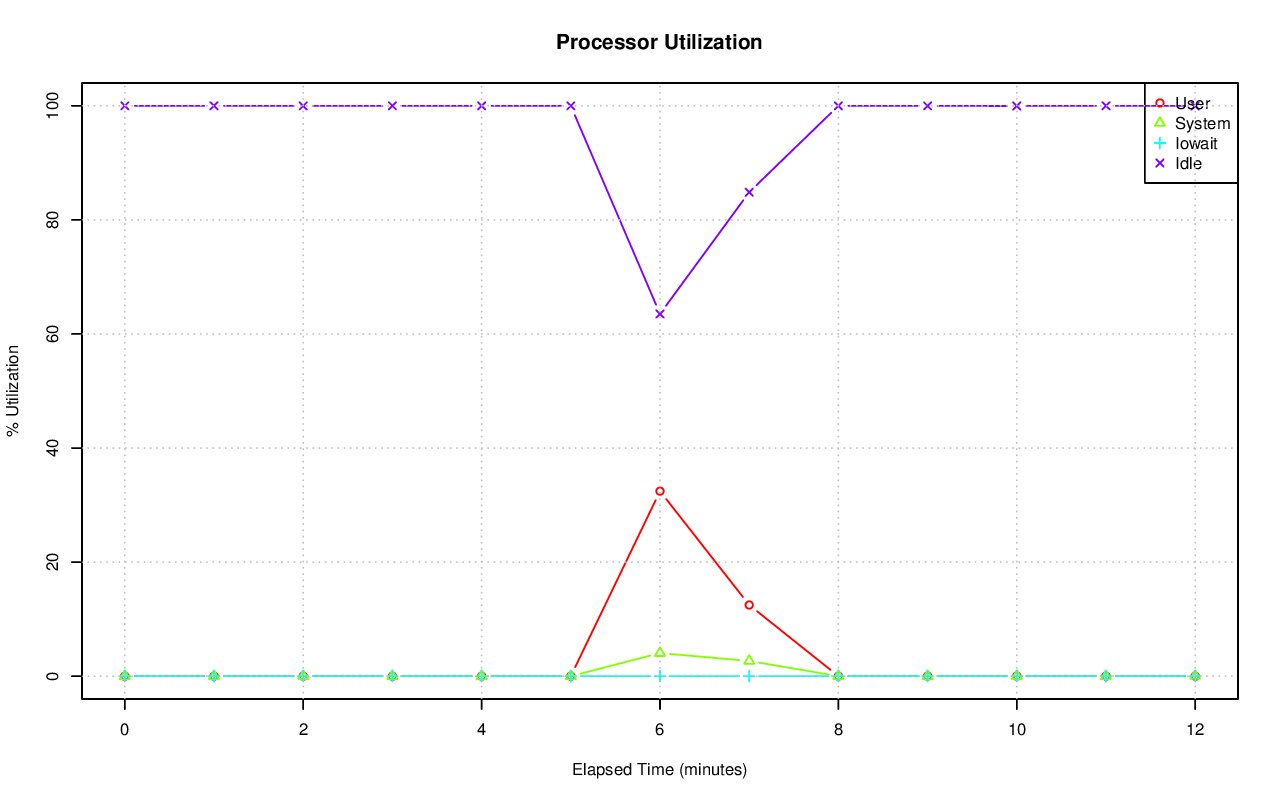 Processor Utilization
100
80
60
40
20
0
% Utilization
User
System
Iowait
Idle
0 2 4 6 8 10 12
Elapsed Time (minutes)